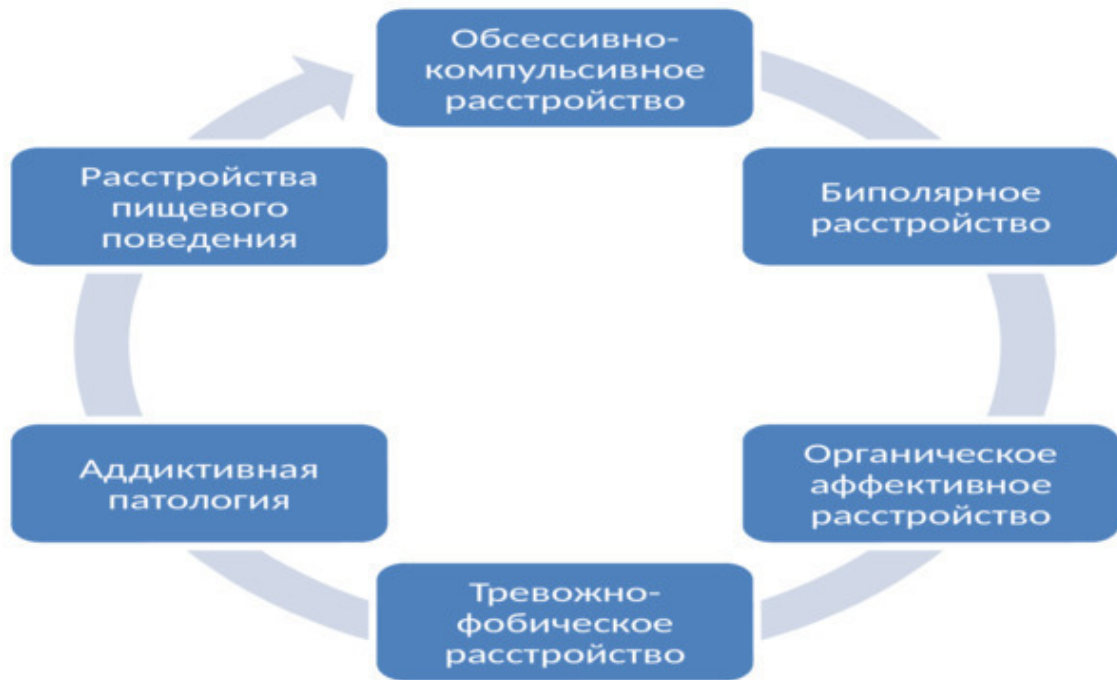 Обсессивно-
компульсивное
расстройство
Биполярное
расстройство
Органическое
аффективное
расстройство
Тревожно-
фобическое
расстройство
Аддиктивная
патология
Расстройства
пищевого
поведения